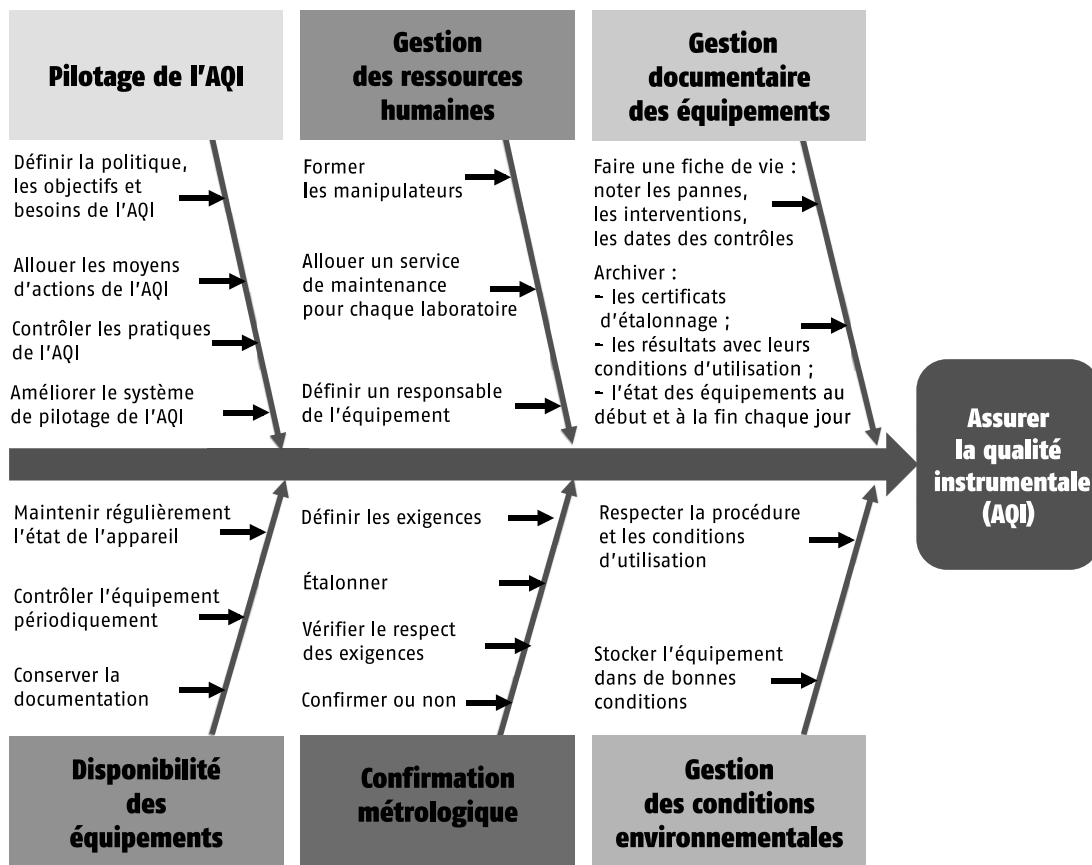 Pilotage de l'AQI
Gestion
des ressources
humaines
Gestion
documentaire
des équipements
Définir la politique,
les objectifs et
besoins de l'AQI
Allouer les moyens
d'actions de l'AQI
Contrôler les pratiques
de l'AQI
Améliorer le système
de pilotage de l'AQI
Former
les manipulateurs
Allouer un service
de maintenance
pour chaque laboratoire
Définir un responsable
de l'équipement
Faire une fiche de vie :
noter les pannes,
les interventions,
les dates des contrôles
Archiver :
– les certificats
d'étalonnage ;
– les résultats avec leurs
conditions d'utilisation ;
– l'état des équipements au
début et à la fin chaque jour
Assurer
la qualité
instrumentale
(AQI)
Maintenir régulièrement
l'état de l'appareil
Contrôler l'équipement
périodiquement
Conserver la
documentation
Définir les exigences
Étalonner
Vérifier le respect
des exigences
Confirmer ou non
Respecter la procédure
et les conditions
d'utilisation
Stocker l'équipement
dans de bonnes
conditions
Disponibilité
des
équipements
Confirmation
métrologique
Gestion
des conditions
environnementales